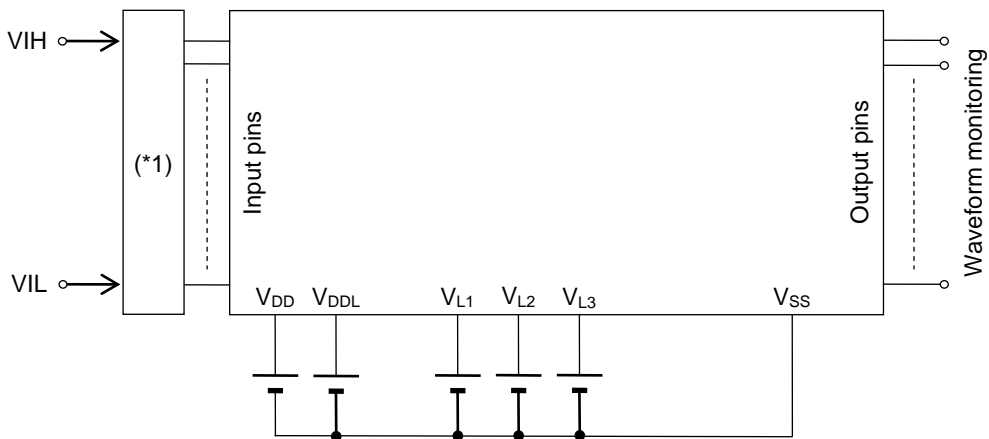 VIH
(*1)
VIL
Input pins
Output pins
Waveform monitoring
VDD
VDDL
VL1
VL2
VL3
VSS